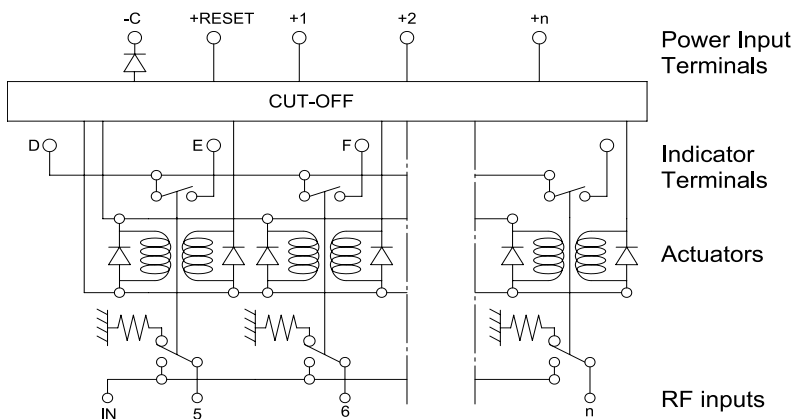 -C +RESET +1 +2 +n
Power Input
Terminals
CUT-OFF
D E F
Indicator
Terminals
Actuators
IN 5 6 n
RF inputs